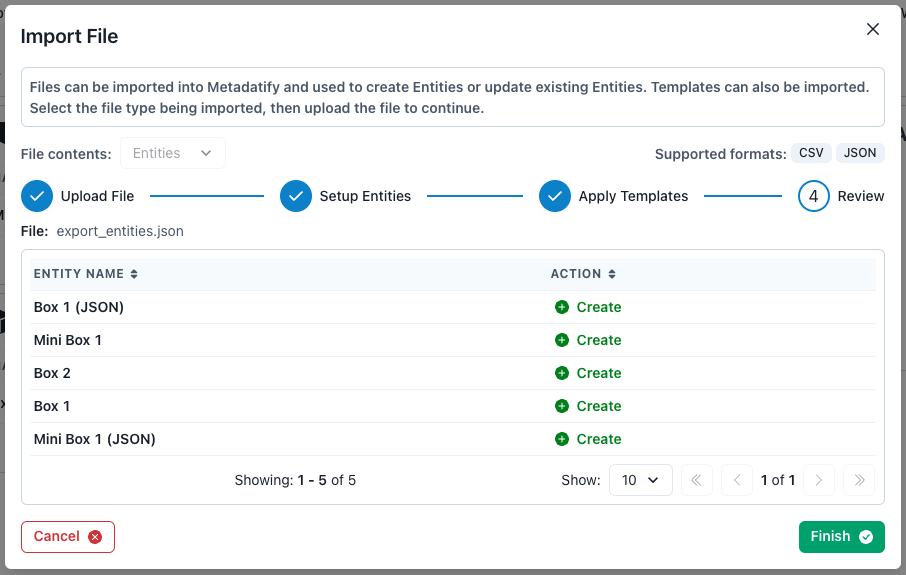 Import File
Files can be imported into Metadatify and used to create Entities or update existing Entities. Templates can also be imported.
Select the file type being imported, then upload the file to continue.
File contents: Entities
Supported formats: CSV JSON
Upload File
Setup Entities
Apply Templates
4 Review
File: export_entities.json
ENTITY NAME ACTION
Box 1 (JSON) Create
Mini Box 1 Create
Box 2 Create
Box 1 Create
Mini Box 1 (JSON) Create
Showing: 1 - 5 of 5 Show: 10 1 of 1
Cancel Finish